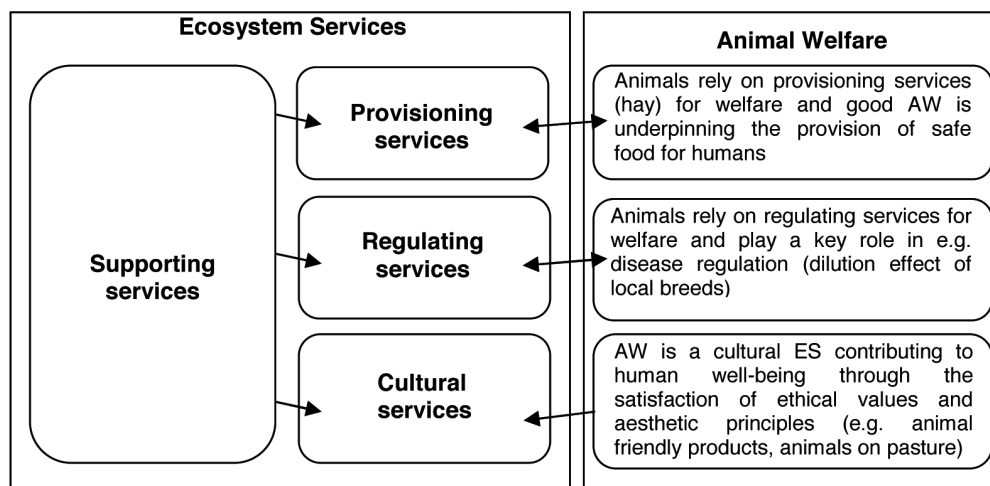 Ecosystem Services
Supporting
services
Provisioning
services
Regulating
services
Cultural
services
Animal Welfare
Animals rely on provisioning services
(hay) for welfare and good AW is
underpinning the provision of safe
food for humans
Animals rely on regulating services for
welfare and play a key role in e.g.
disease regulation (dilution effect of
local breeds)
AW is a cultural ES contributing to
human well-being through the
satisfaction of ethical values and
aesthetic principles (e.g. animal
friendly products, animals on pasture)